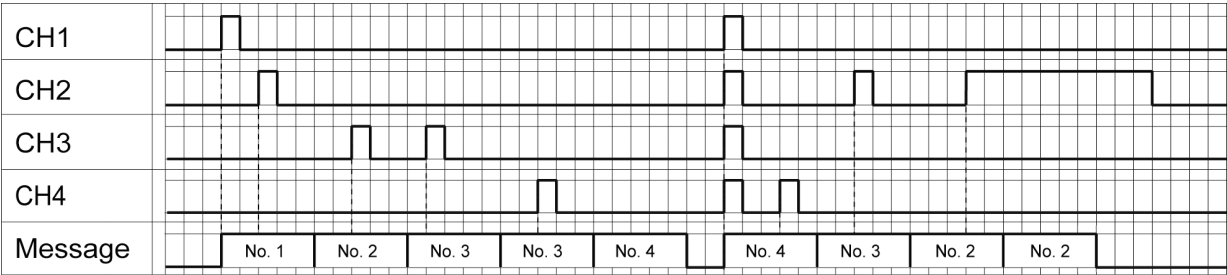 CH1
CH2
CH3
CH4
Message No. 1 No. 2 No. 3 No. 3 No. 4 No. 4 No. 3 No. 2 No. 2